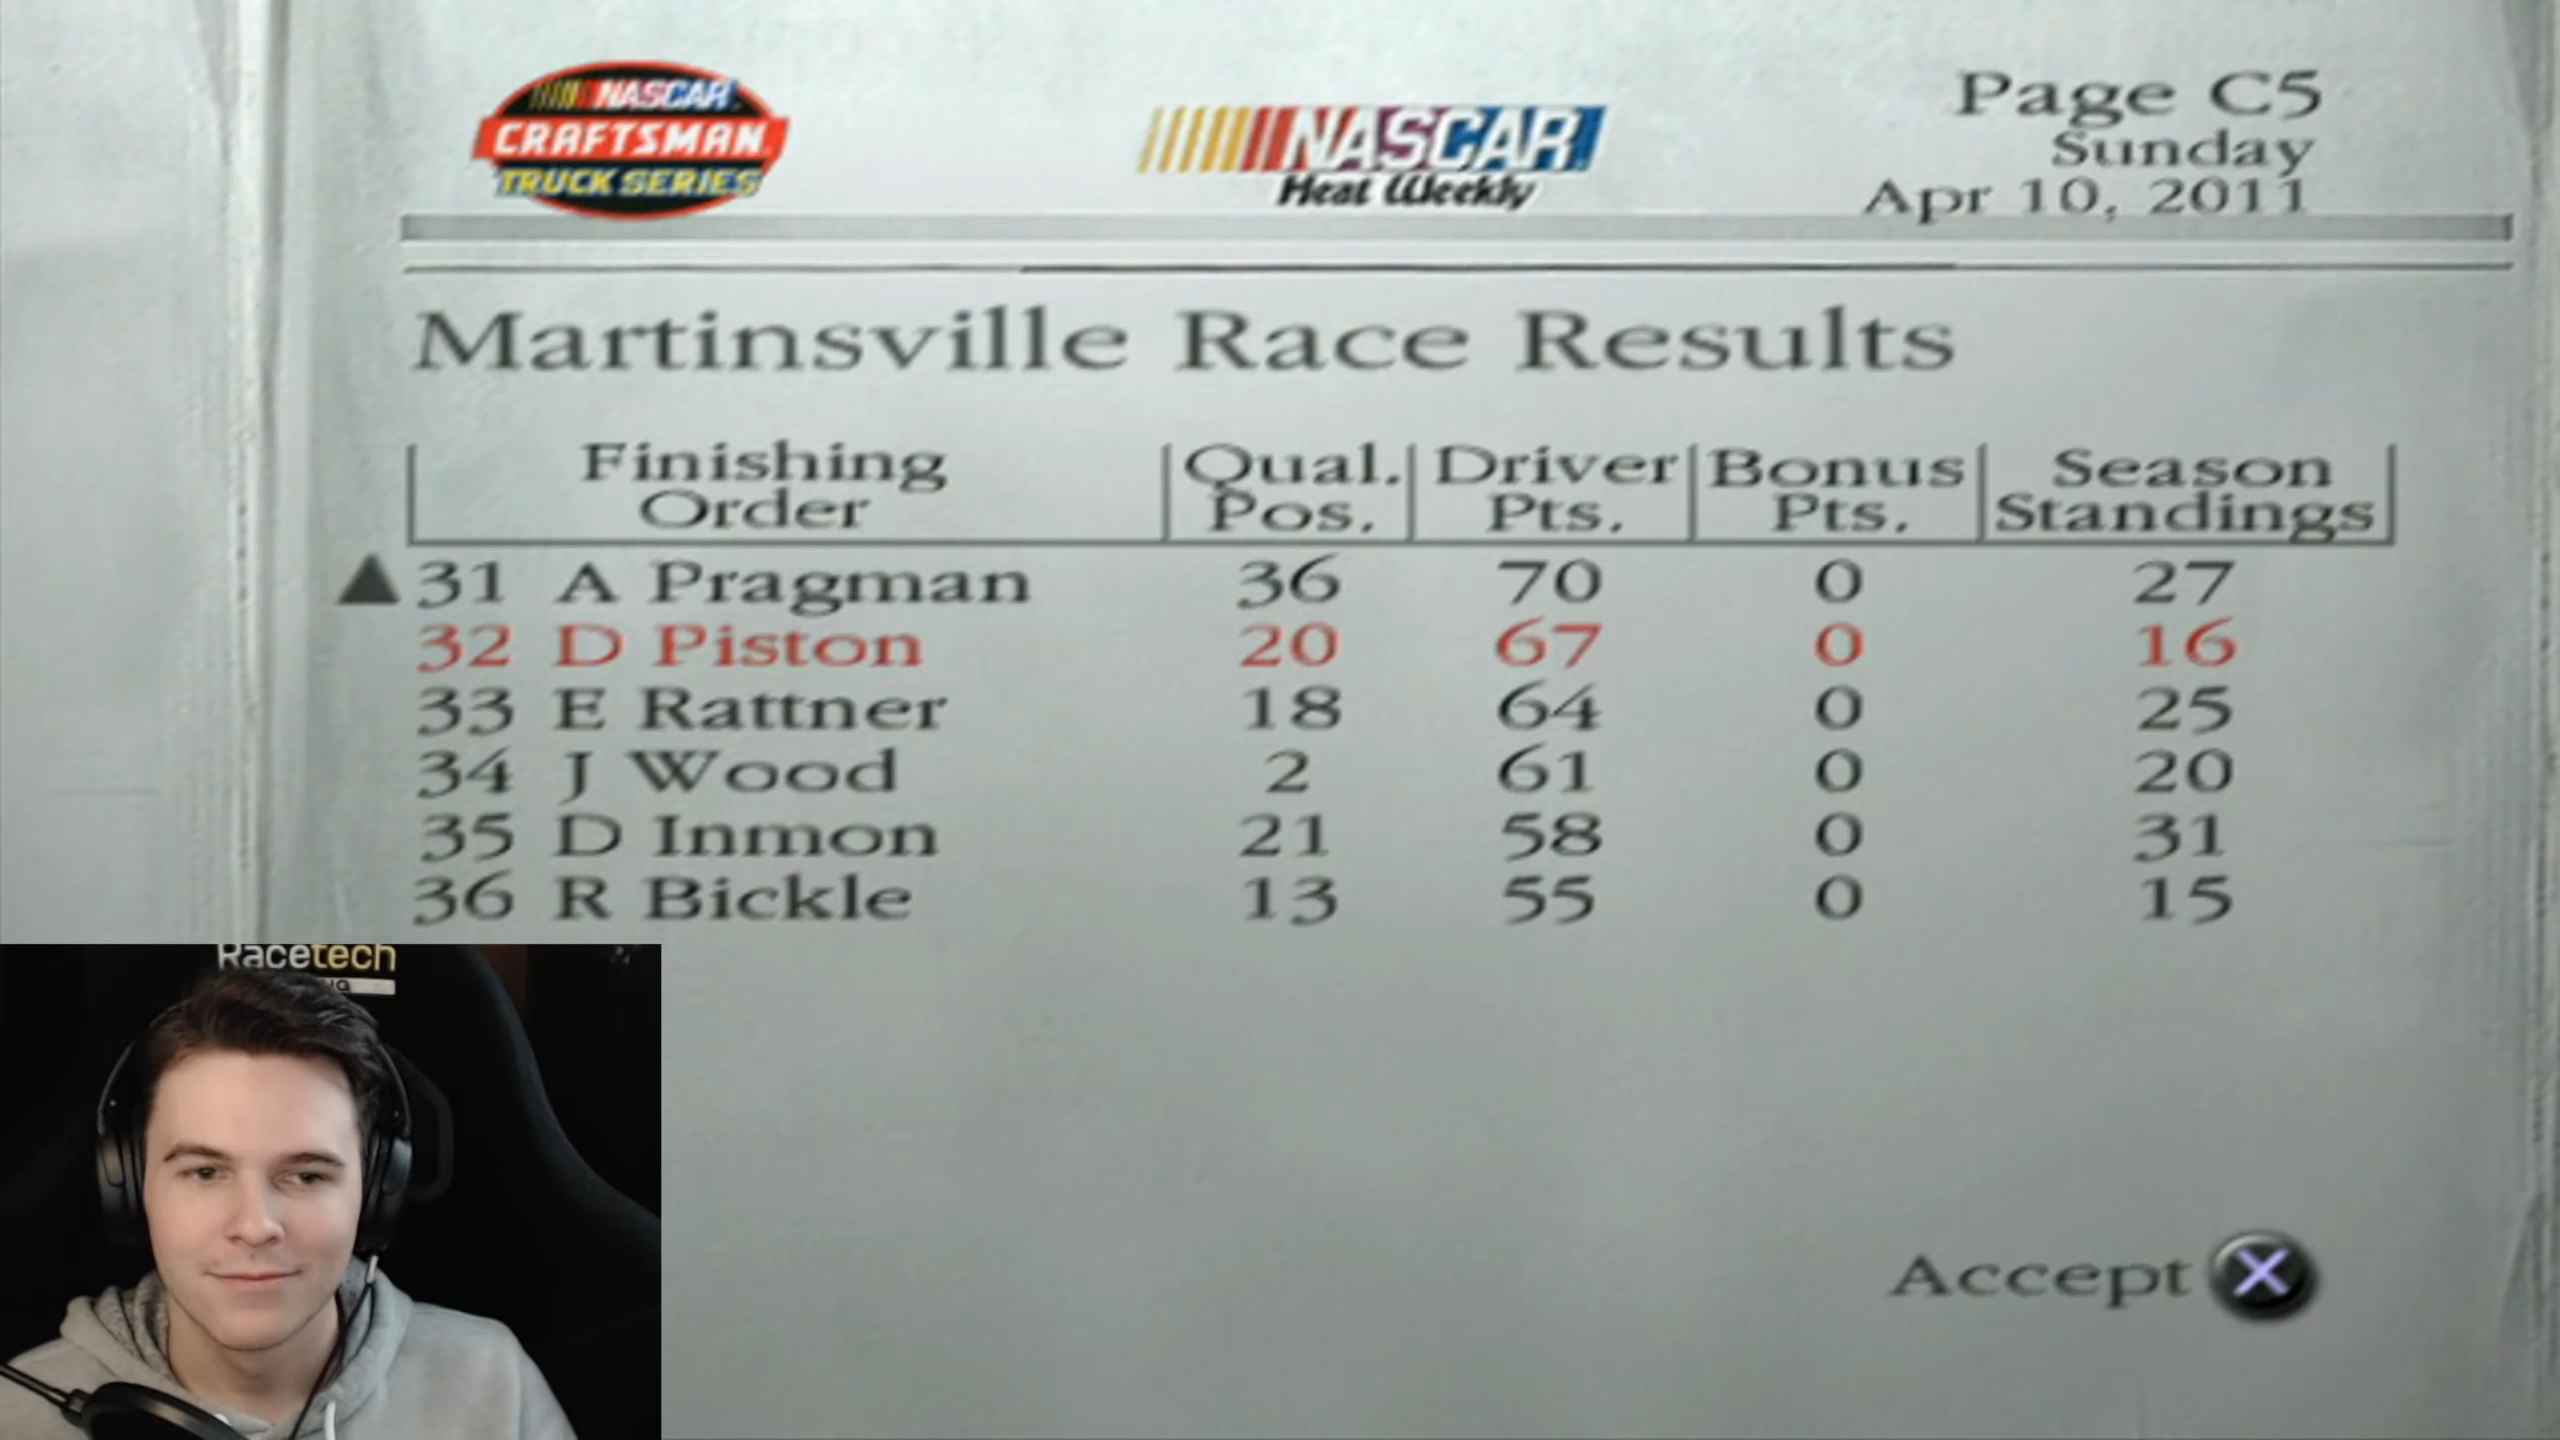 NASCAR
CRAFTSMAN
TRUCK SERIES
NASCAR
Heat Weekly
Page C5
Sunday
Apr 10, 2011
Martinsville Race Results
Finishing Order Qual. Pos. Driver Pts. Bonus Pts. Season Standings
31 A Pragman 36 70 0 27
32 D Piston 20 67 0 16
33 E Rattner 18 64 0 25
34 J Wood 2 61 0 20
35 D Inmon 21 58 0 31
36 R Bickle 13 55 0 15
Racetech
Accept X